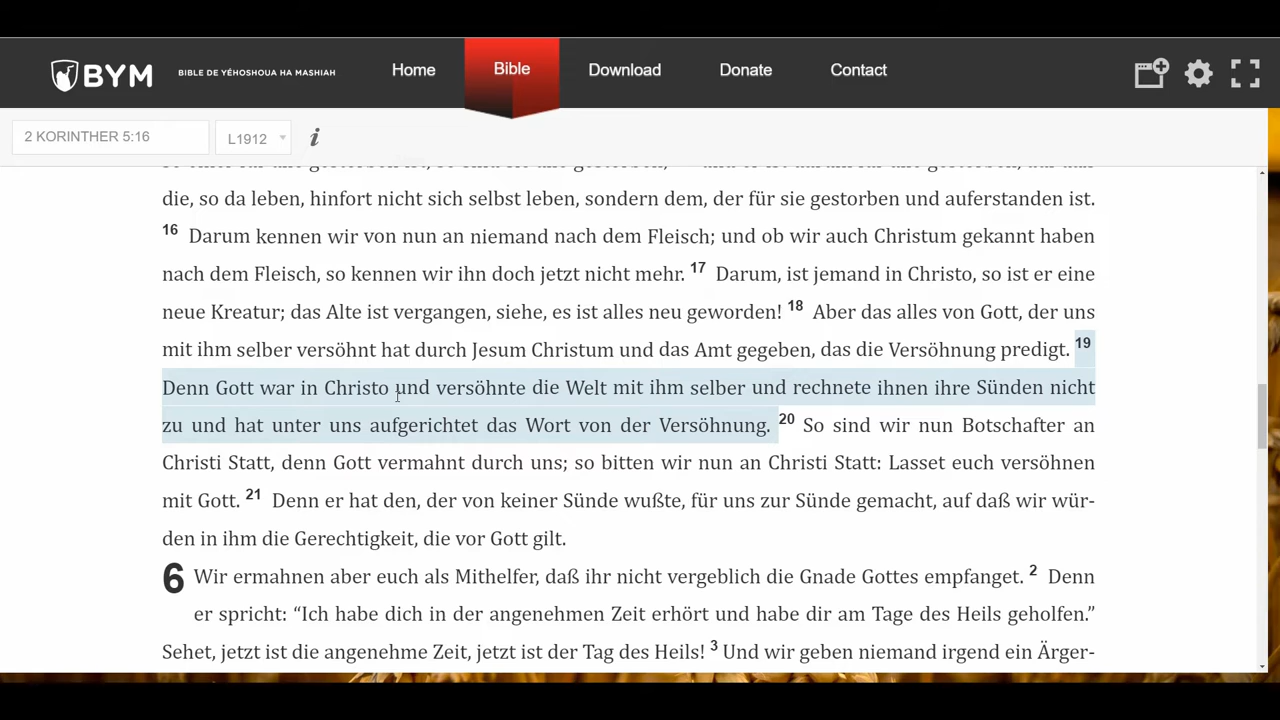 BYM
BIBLE DE YÉHOSHOUA HA MASHIAH
Home
Bible
Download
Donate
Contact
2 KORINTHER 5:16
L1912
i
die, so da leben, hinfort nicht sich selbst leben, sondern dem, der für sie gestorben und auferstanden ist.
16 Darum kennen wir von nun an niemand nach dem Fleisch; und ob wir auch Christum gekannt haben
nach dem Fleisch, so kennen wir ihn doch jetzt nicht mehr. 17 Darum, ist jemand in Christo, so ist er eine
neue Kreatur; das Alte ist vergangen, siehe, es ist alles neu geworden! 18 Aber das alles von Gott, der uns
mit ihm selber versöhnt hat durch Jesum Christum und das Amt gegeben, das die Versöhnung predigt. 19
Denn Gott war in Christo und versöhnte die Welt mit ihm selber und rechnete ihnen ihre Sünden nicht
zu und hat unter uns aufgerichtet das Wort von der Versöhnung. 20 So sind wir nun Botschafter an
Christi Statt, denn Gott vermahnt durch uns; so bitten wir nun an Christi Statt: Lasset euch versöhnen
mit Gott. 21 Denn er hat den, der von keiner Sünde wußte, für uns zur Sünde gemacht, auf daß wir wür-
den in ihm die Gerechtigkeit, die vor Gott gilt.
6 Wir ermahnen aber euch als Mithelfer, daß ihr nicht vergeblich die Gnade Gottes empfanget. 2 Denn
er spricht: “Ich habe dich in der angenehmen Zeit erhört und habe dir am Tage des Heils geholfen.”
Sehet, jetzt ist die angenehme Zeit, jetzt ist der Tag des Heils! 3 Und wir geben niemand irgend ein Ärger-